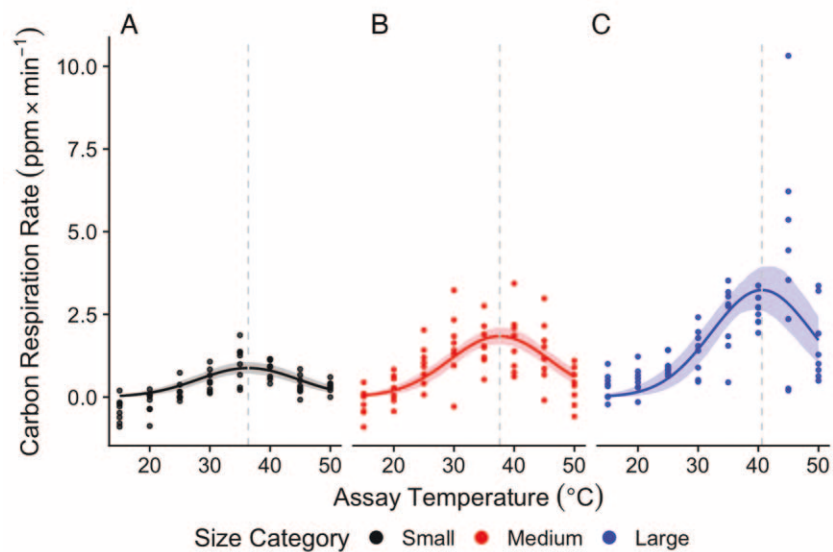 A B C
Carbon Respiration Rate (ppm × min⁻¹)
10.0
7.5
5.0
2.5
0.0
20 30 40 50 20 30 40 50 20 30 40 50
Assay Temperature (°C)
Size Category Small Medium Large